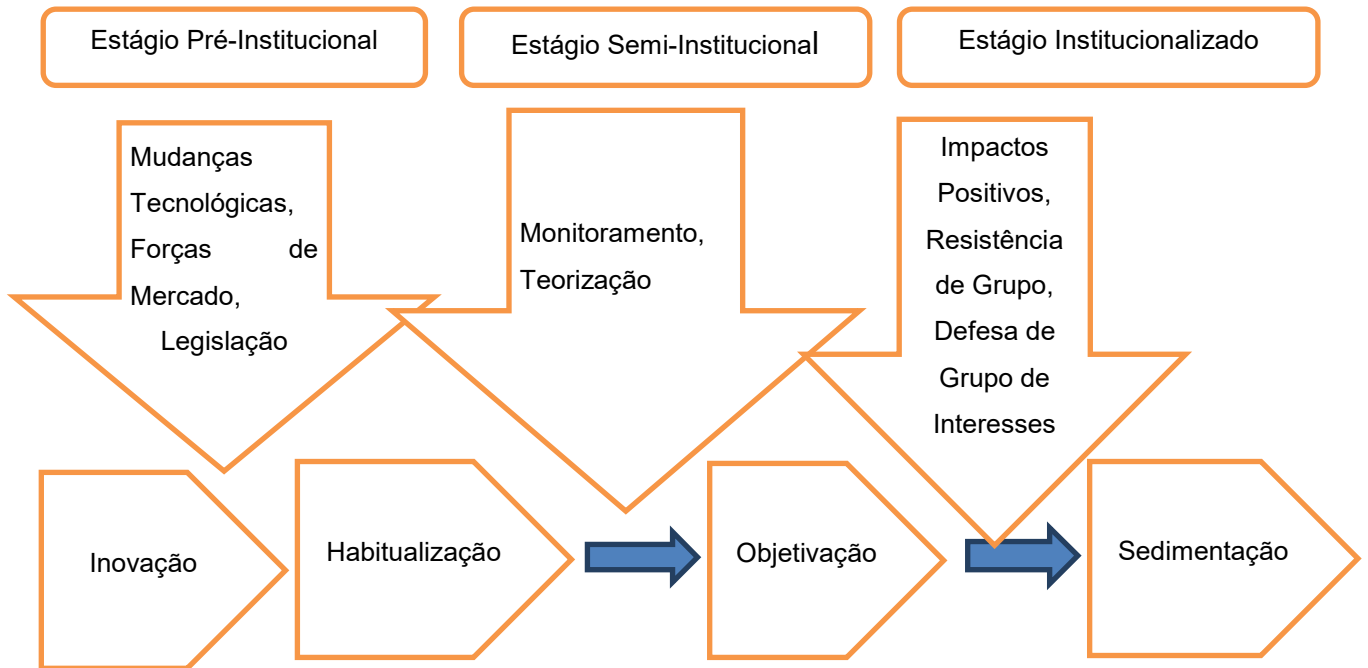 Estágio Pré-Institucional
Estágio Semi-Institucional
Estágio Institucionalizado
Mudanças
Tecnológicas,
Forças de
Mercado,
Legislação
Monitoramento,
Teorização
Impactos
Positivos,
Resistência
de Grupo,
Defesa de
Grupo de
Interesses
Inovação
Habitualização
Objetivação
Sedimentação